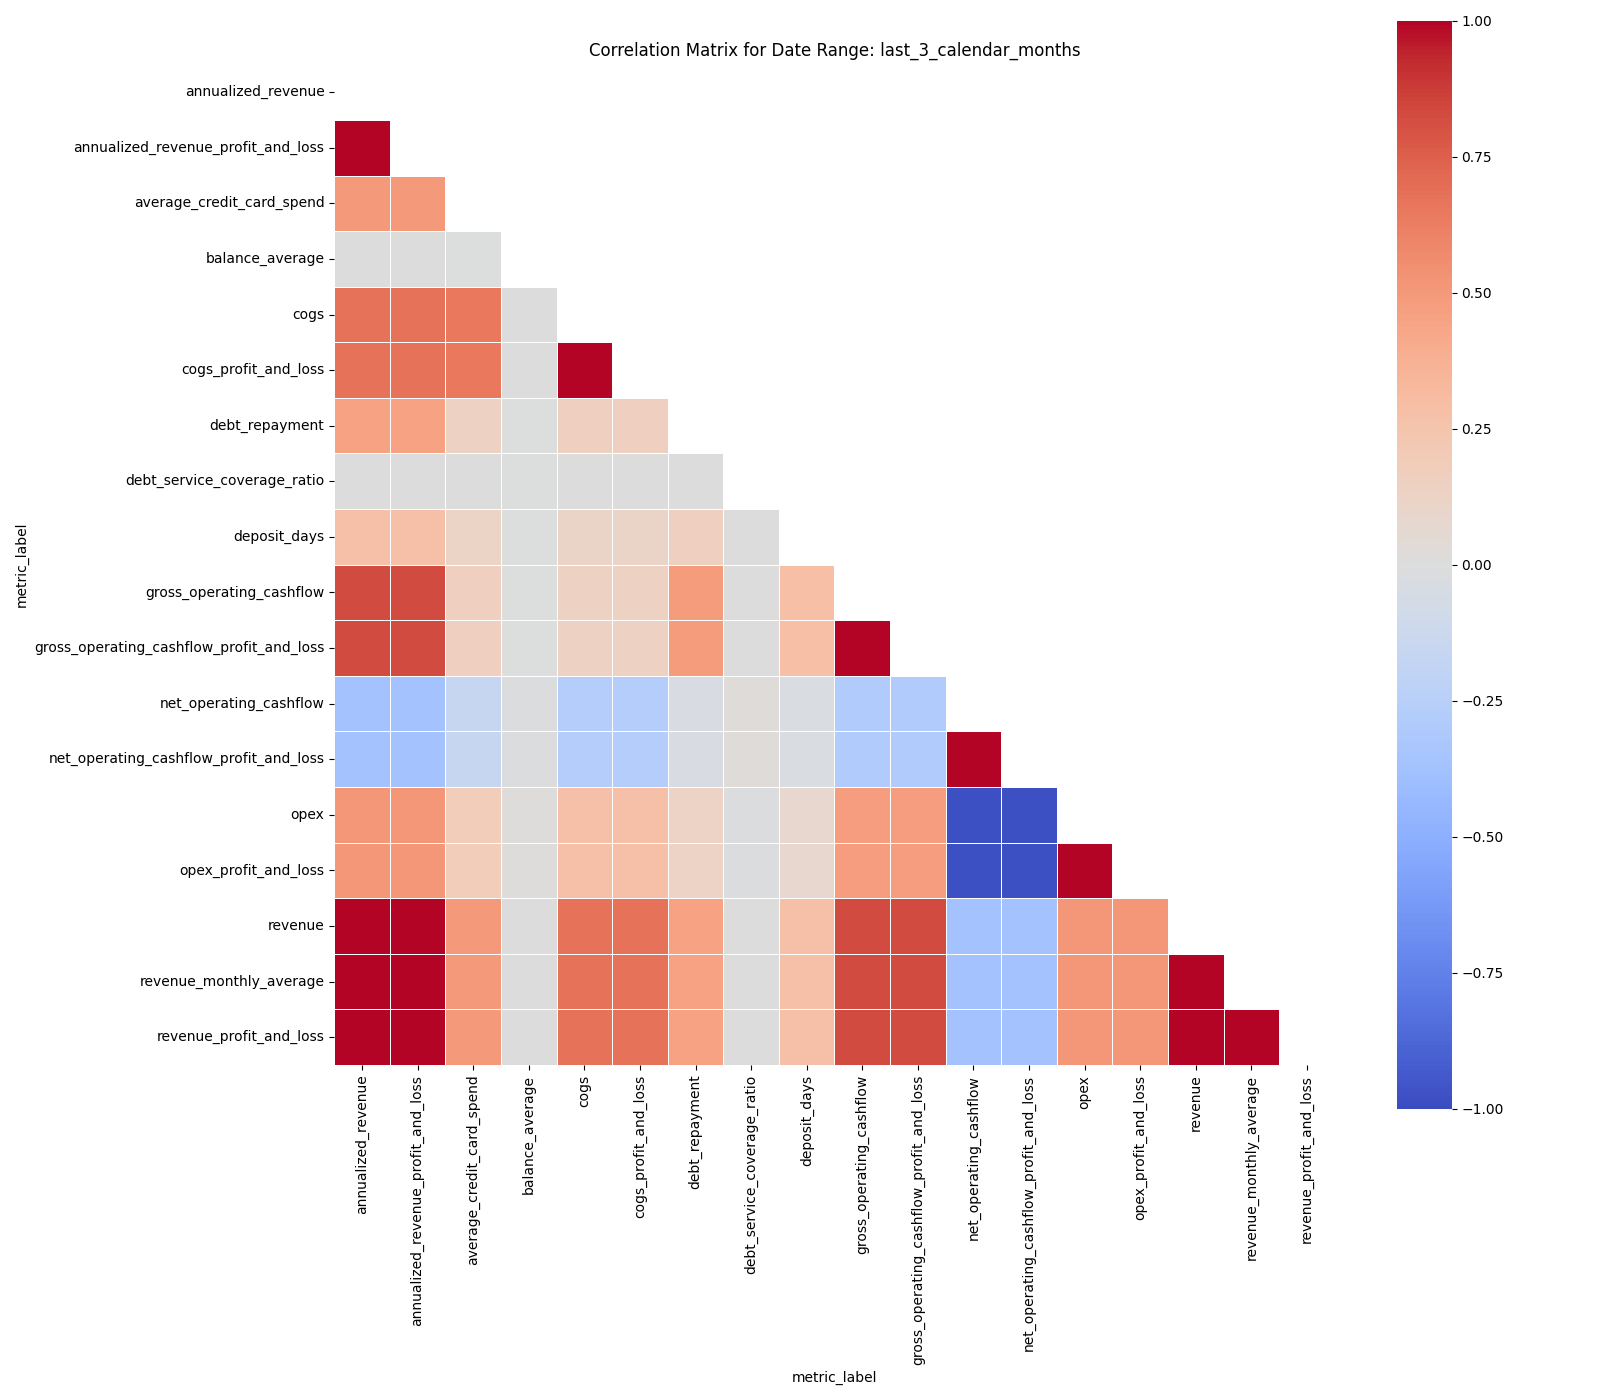 Correlation Matrix for Date Range: last_3_calendar_months
metric_label
annualized_revenue
annualized_revenue_profit_and_loss
average_credit_card_spend
balance_average
cogs
cogs_profit_and_loss
debt_repayment
debt_service_coverage_ratio
deposit_days
gross_operating_cashflow
gross_operating_cashflow_profit_and_loss
net_operating_cashflow
net_operating_cashflow_profit_and_loss
opex
opex_profit_and_loss
revenue
revenue_monthly_average
revenue_profit_and_loss
annualized_revenue
annualized_revenue_profit_and_loss
average_credit_card_spend
balance_average
cogs
cogs_profit_and_loss
debt_repayment
debt_service_coverage_ratio
deposit_days
gross_operating_cashflow
gross_operating_cashflow_profit_and_loss
net_operating_cashflow
net_operating_cashflow_profit_and_loss
opex
opex_profit_and_loss
revenue
revenue_monthly_average
revenue_profit_and_loss
metric_label
1.00
0.75
0.50
0.25
0.00
−0.25
−0.50
−0.75
−1.00